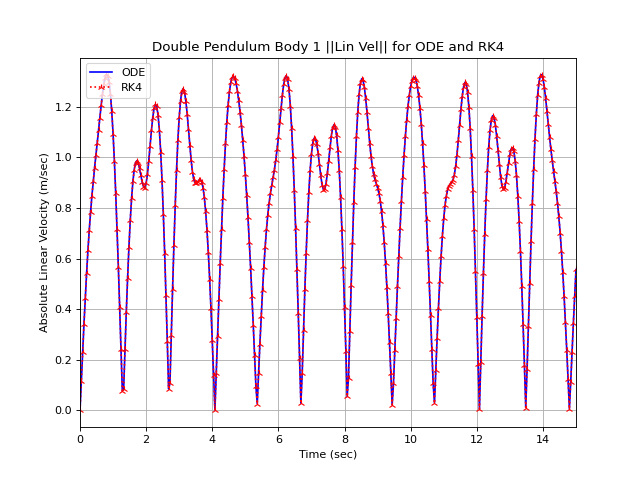 Double Pendulum Body 1 ||Lin Vel|| for ODE and RK4
ODE
RK4
1.2
1.0
0.8
0.6
0.4
0.2
0.0
Absolute Linear Velocity (m/sec)
0 2 4 6 8 10 12 14
Time (sec)